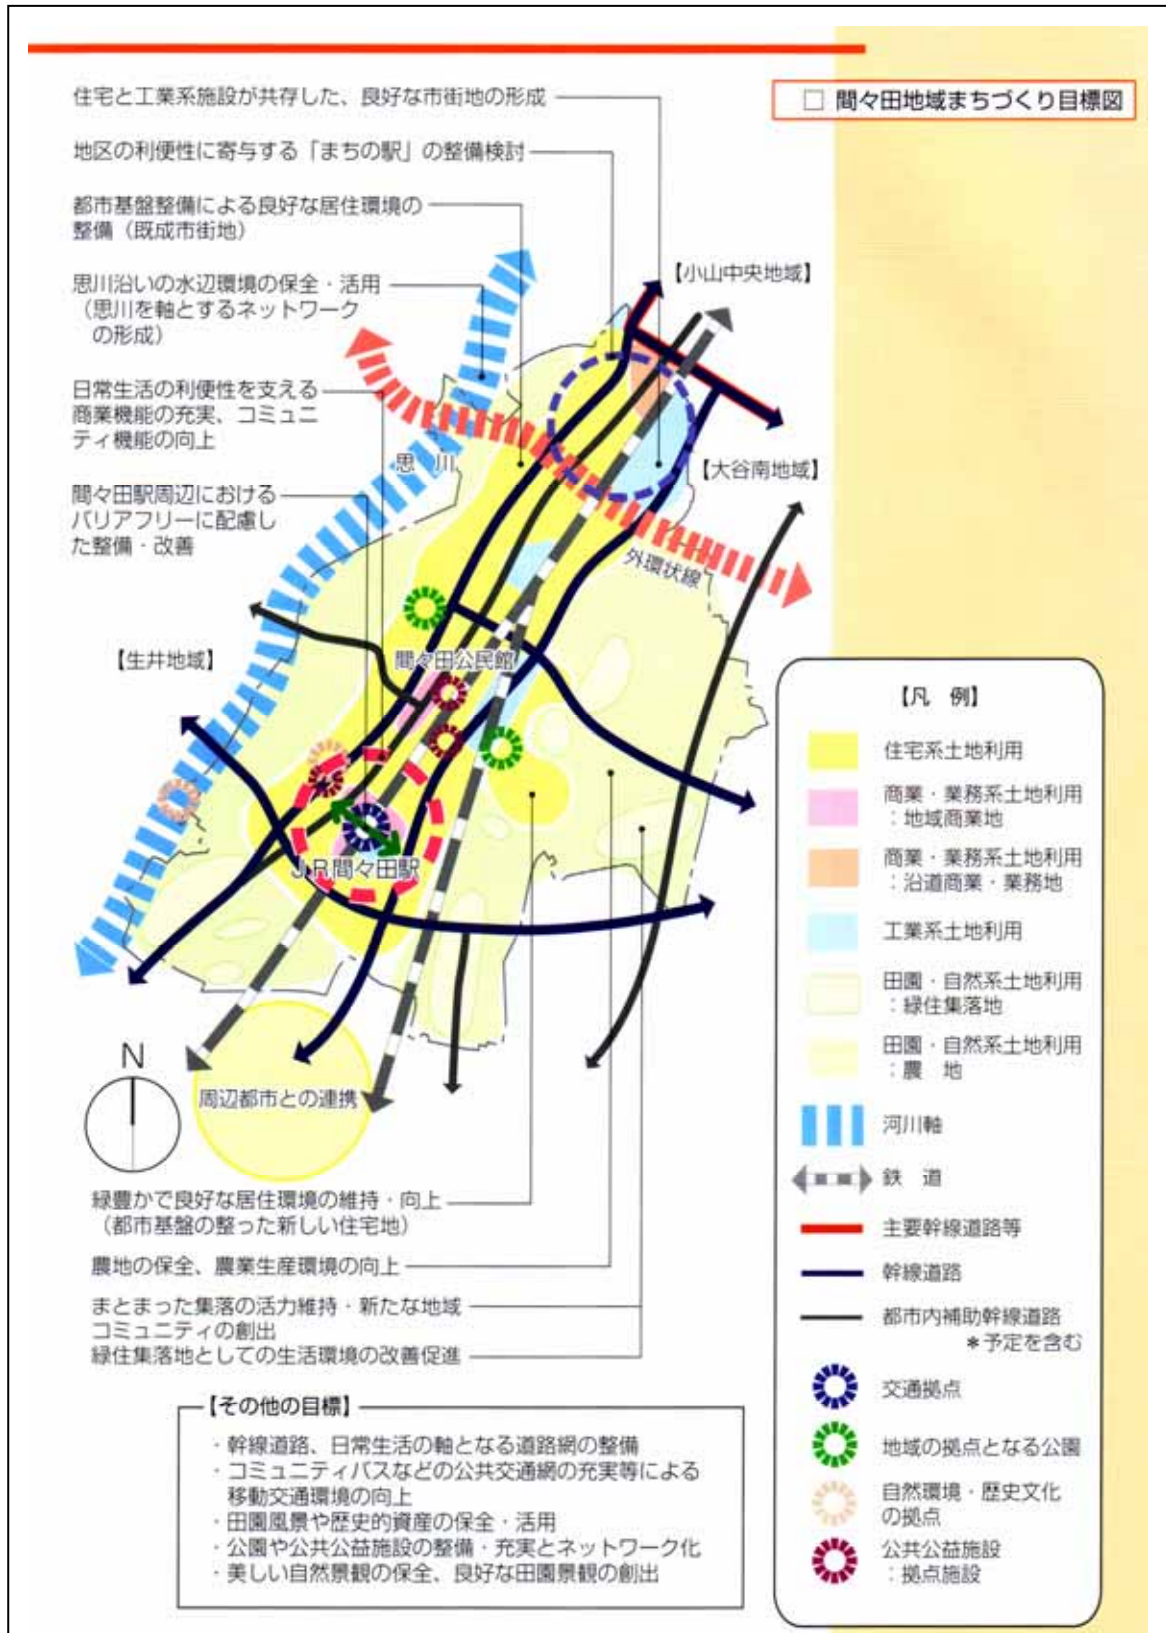 □ 間々田地域まちづくり目標図
住宅と工業系施設が共存した、良好な市街地の形成
地区の利便性に寄与する「まちの駅」の整備検討
都市基盤整備による良好な居住環境の
整備（既成市街地）
思川沿いの水辺環境の保全・活用
（思川を軸とするネットワーク
の形成）
日常生活の利便性を支える
商業機能の充実、コミュニ
ティ機能の向上
間々田駅周辺における
バリアフリーに配慮し
た整備・改善
【小山中央地域】
【大谷南地域】
思 川
外環状線
【生井地域】
間々田公民館
JR間々田駅
周辺都市との連携
N
緑豊かで良好な居住環境の維持・向上
（都市基盤の整った新しい住宅地）
農地の保全、農業生産環境の向上
まとまった集落の活力維持・新たな地域
コミュニティの創出
緑住集落地としての生活環境の改善促進
【その他の目標】
・幹線道路、日常生活の軸となる道路網の整備
・コミュニティバスなどの公共交通網の充実等による
移動交通環境の向上
・田園風景や歴史的資産の保全・活用
・公園や公共公益施設の整備・充実とネットワーク化
・美しい自然景観の保全、良好な田園景観の創出
【凡 例】
住宅系土地利用
商業・業務系土地利用
：地域商業地
商業・業務系土地利用
：沿道商業・業務地
工業系土地利用
田園・自然系土地利用
：緑住集落地
田園・自然系土地利用
：農 地
河川軸
鉄 道
主要幹線道路等
幹線道路
都市内補助幹線道路
＊予定を含む
交通拠点
地域の拠点となる公園
自然環境・歴史文化
の拠点
公共公益施設
：拠点施設